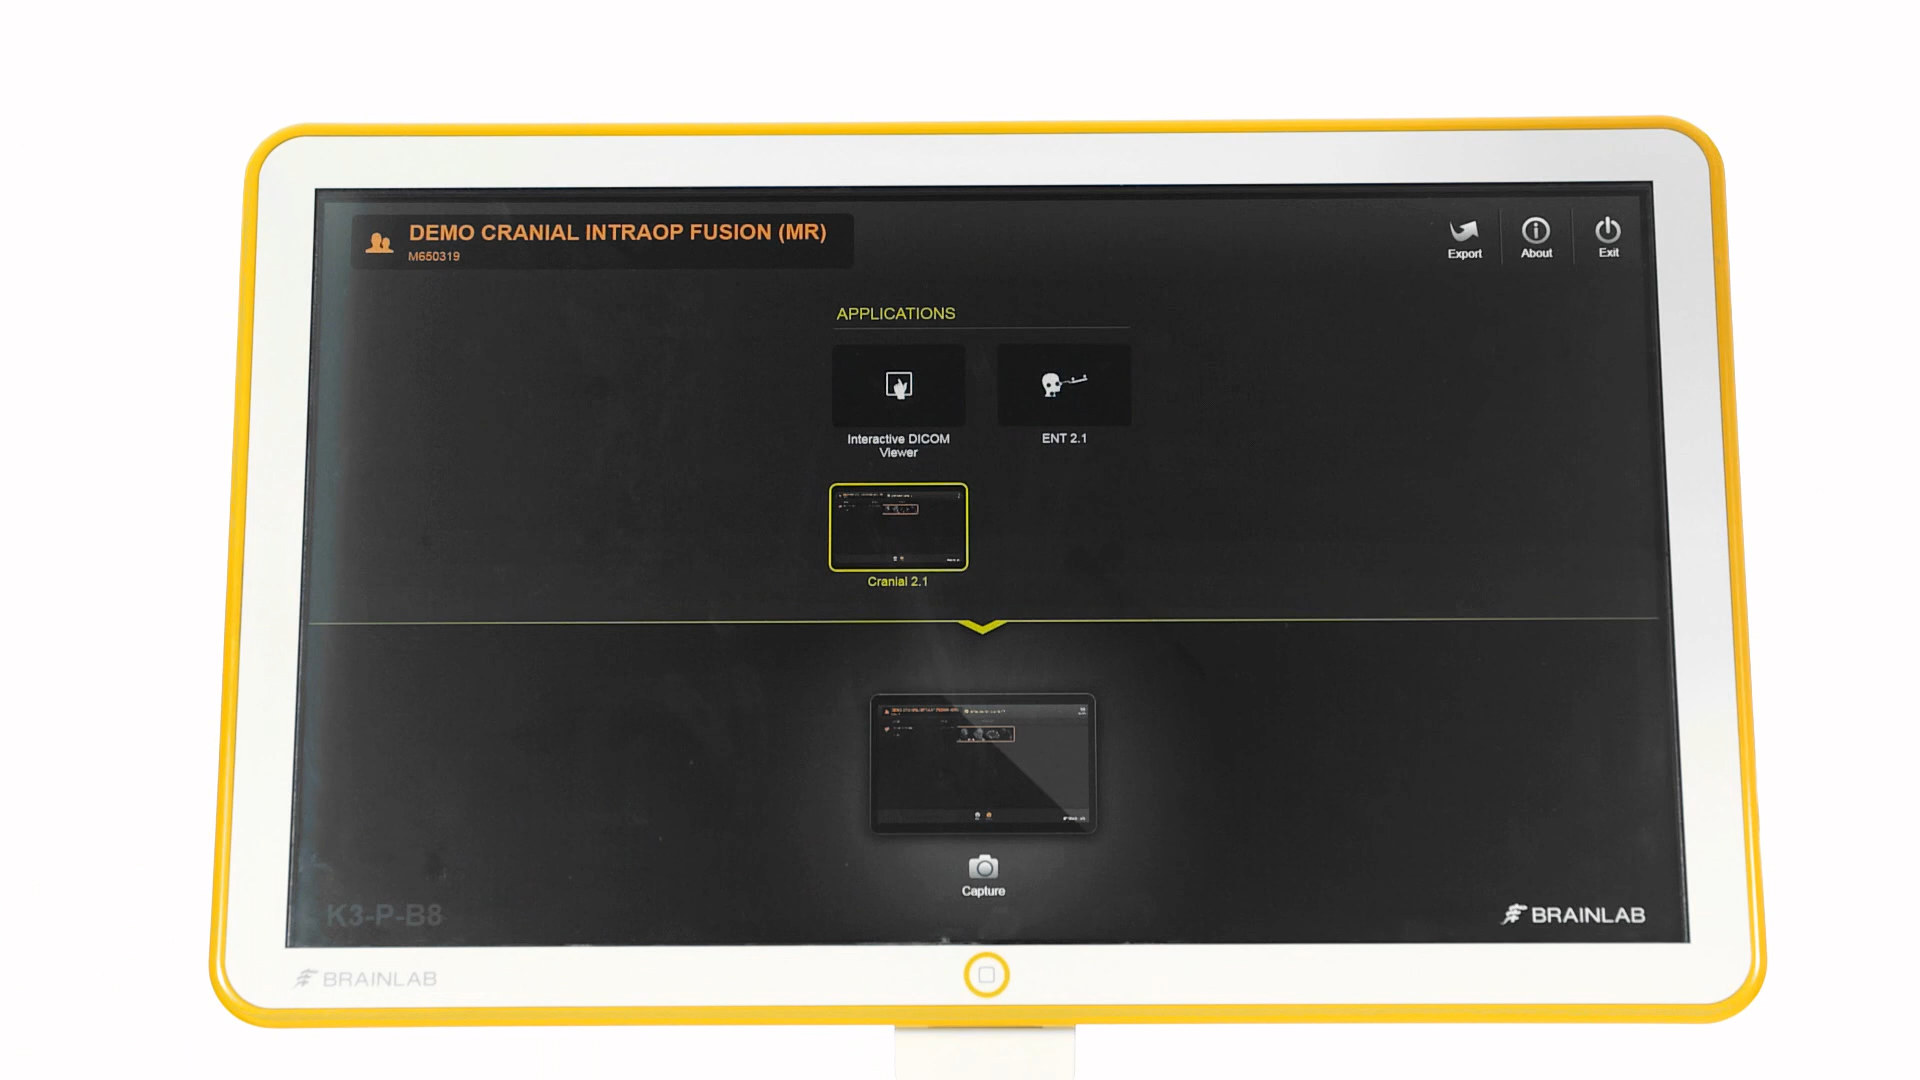 DEMO CRANIAL INTRAOP FUSION (MR)
M650319
Export
About
Exit
APPLICATIONS
Interactive DICOM
Viewer
ENT 2.1
Cranial 2.1
Capture
K3-P-B8
BRAINLAB
BRAINLAB